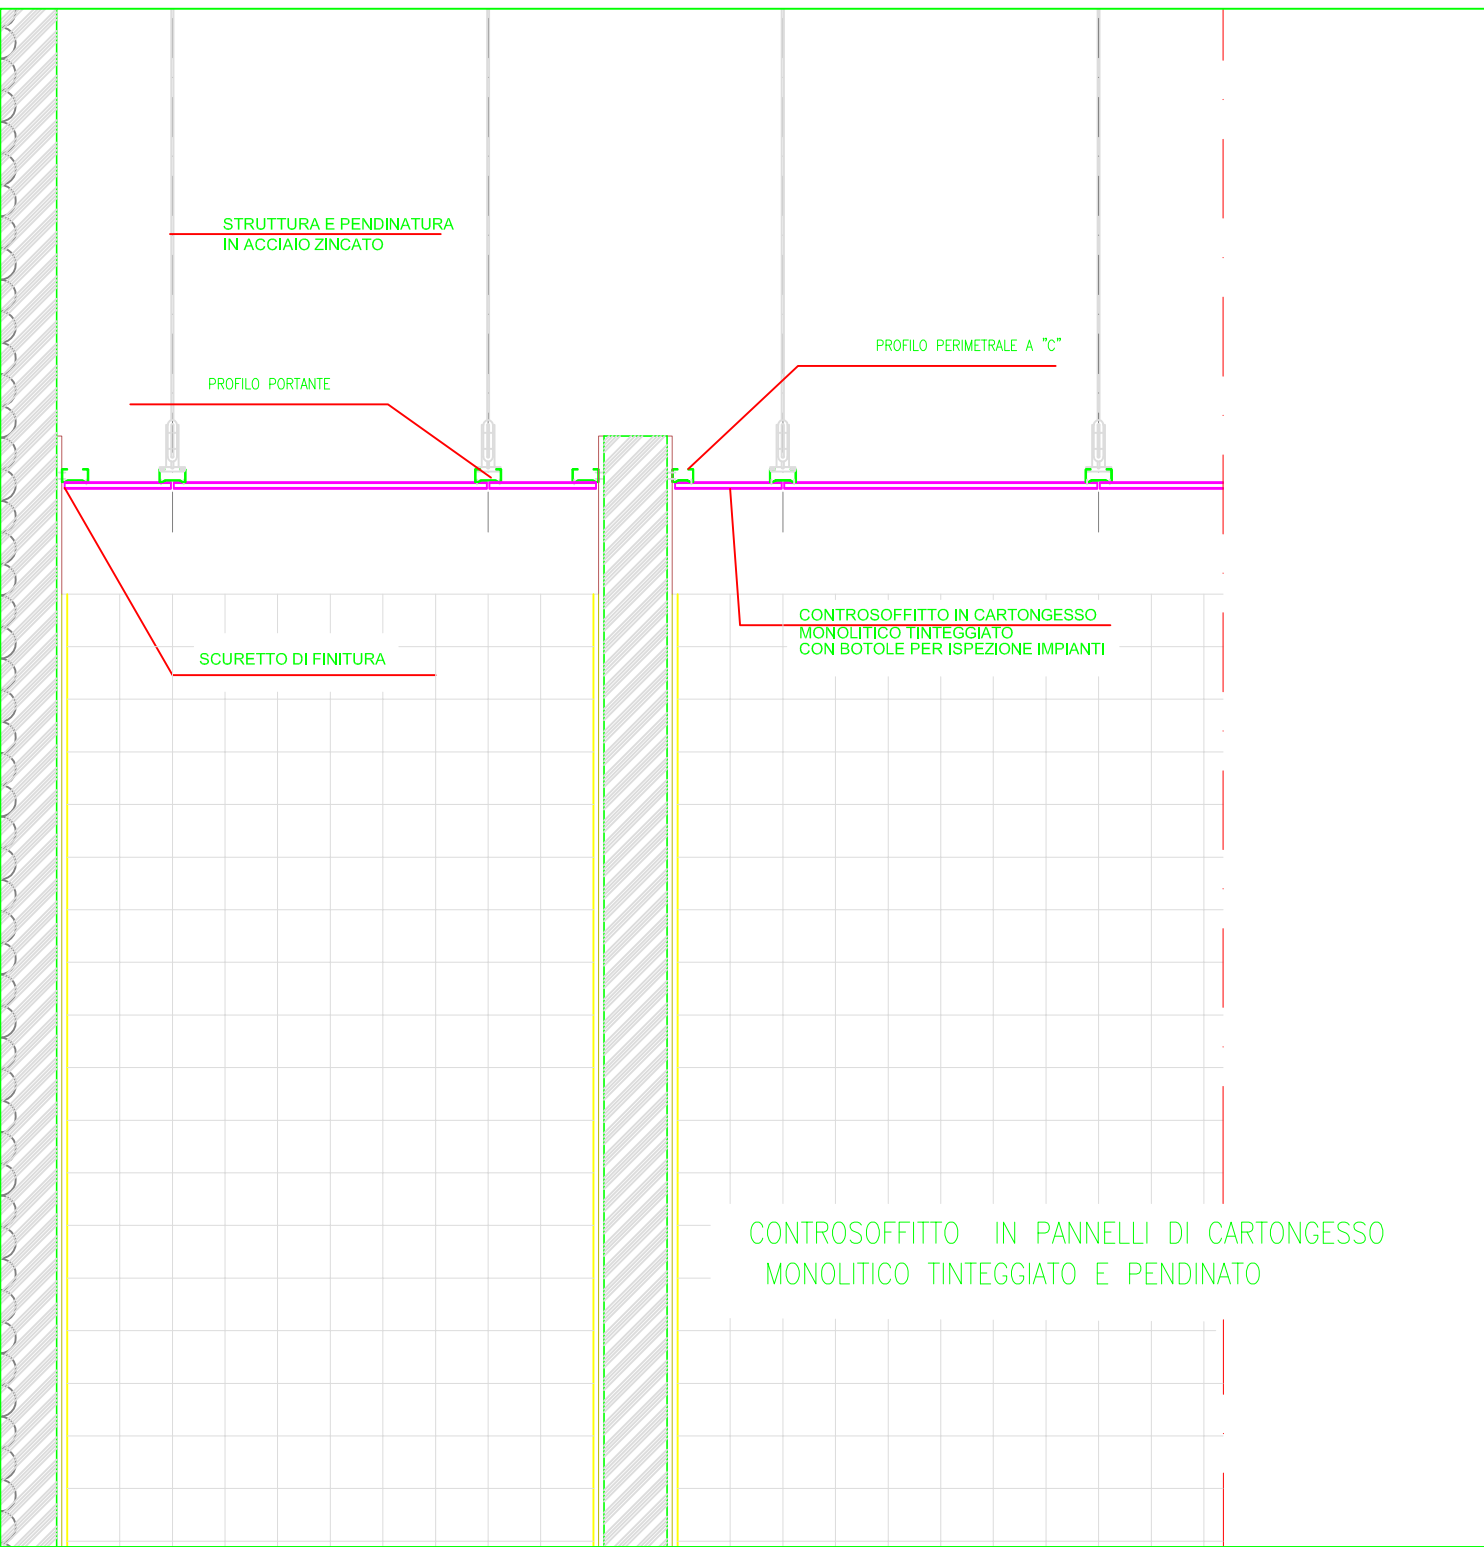 STRUTTURA E PENDINATURA
IN ACCIAIO ZINCATO
PROFILO PERIMETRALE A "C"
PROFILO PORTANTE
CONTROSOFFITTO IN CARTONGESSO
MONOLITICO TINTEGGIATO
CON BOTOLE PER ISPEZIONE IMPIANTI
SCURETTO DI FINITURA
CONTROSOFFITTO IN PANNELLI DI CARTONGESSO
MONOLITICO TINTEGGIATO E PENDINATO